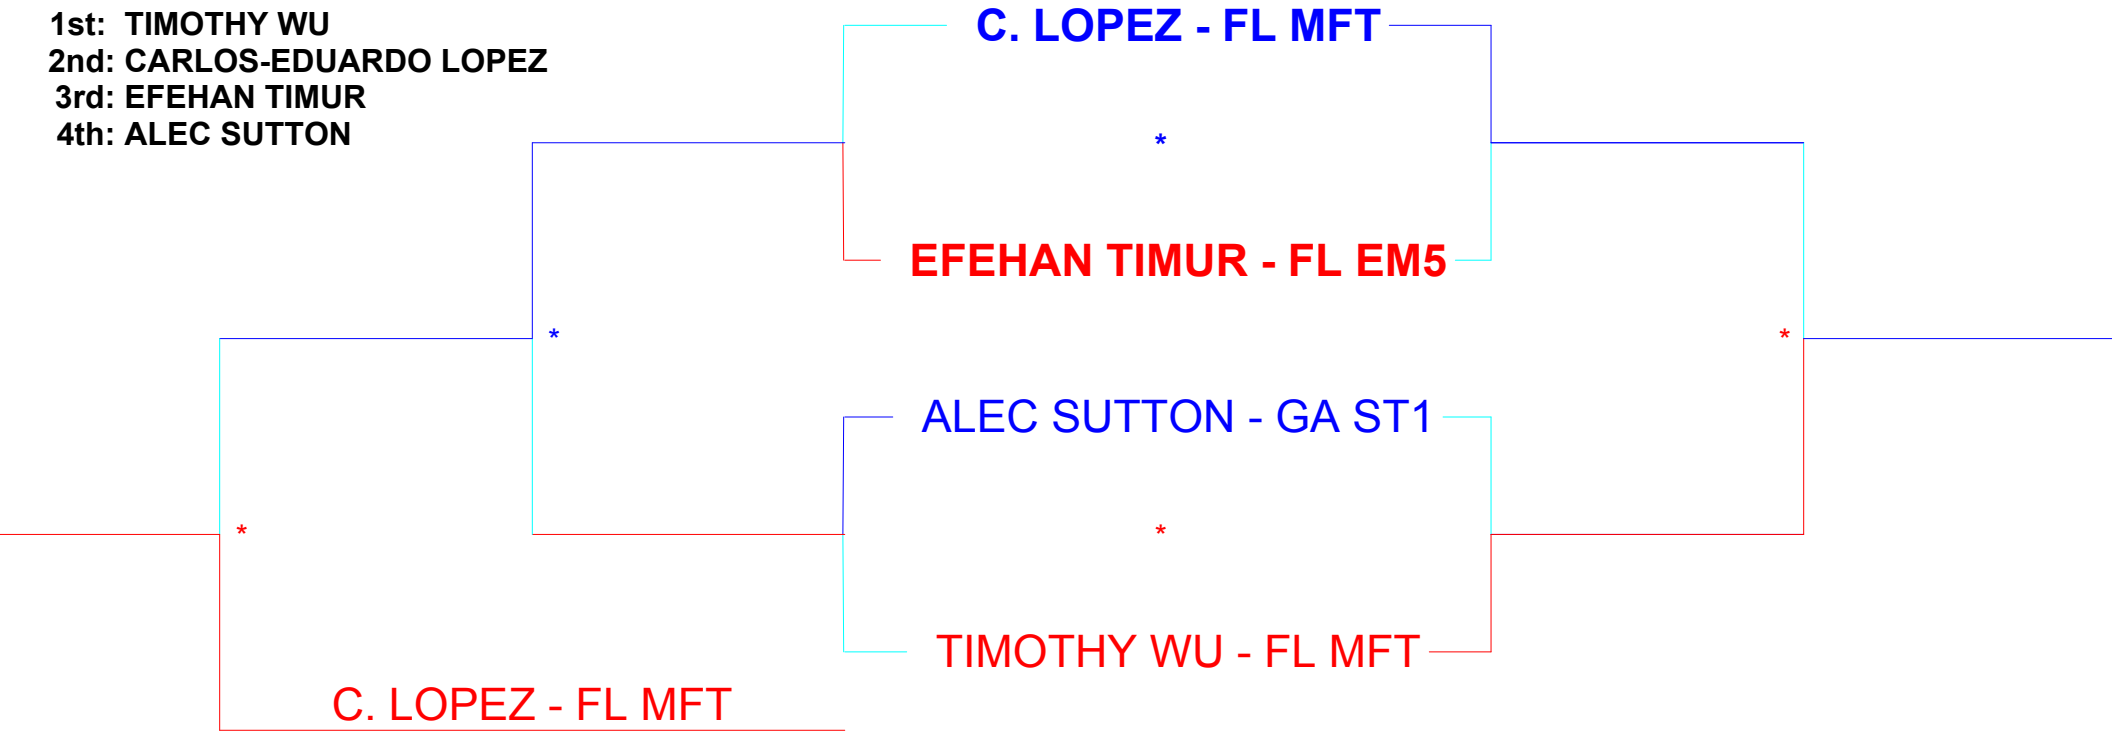 1st: TIMOTHY WU
2nd: CARLOS-EDUARDO LOPEZ
3rd: EFEHAN TIMUR
4th: ALEC SUTTON
C. LOPEZ - FL MFT
*
EFEHAN TIMUR - FL EM5
*
*
ALEC SUTTON - GA ST1
*
*
TIMOTHY WU - FL MFT
C. LOPEZ - FL MFT